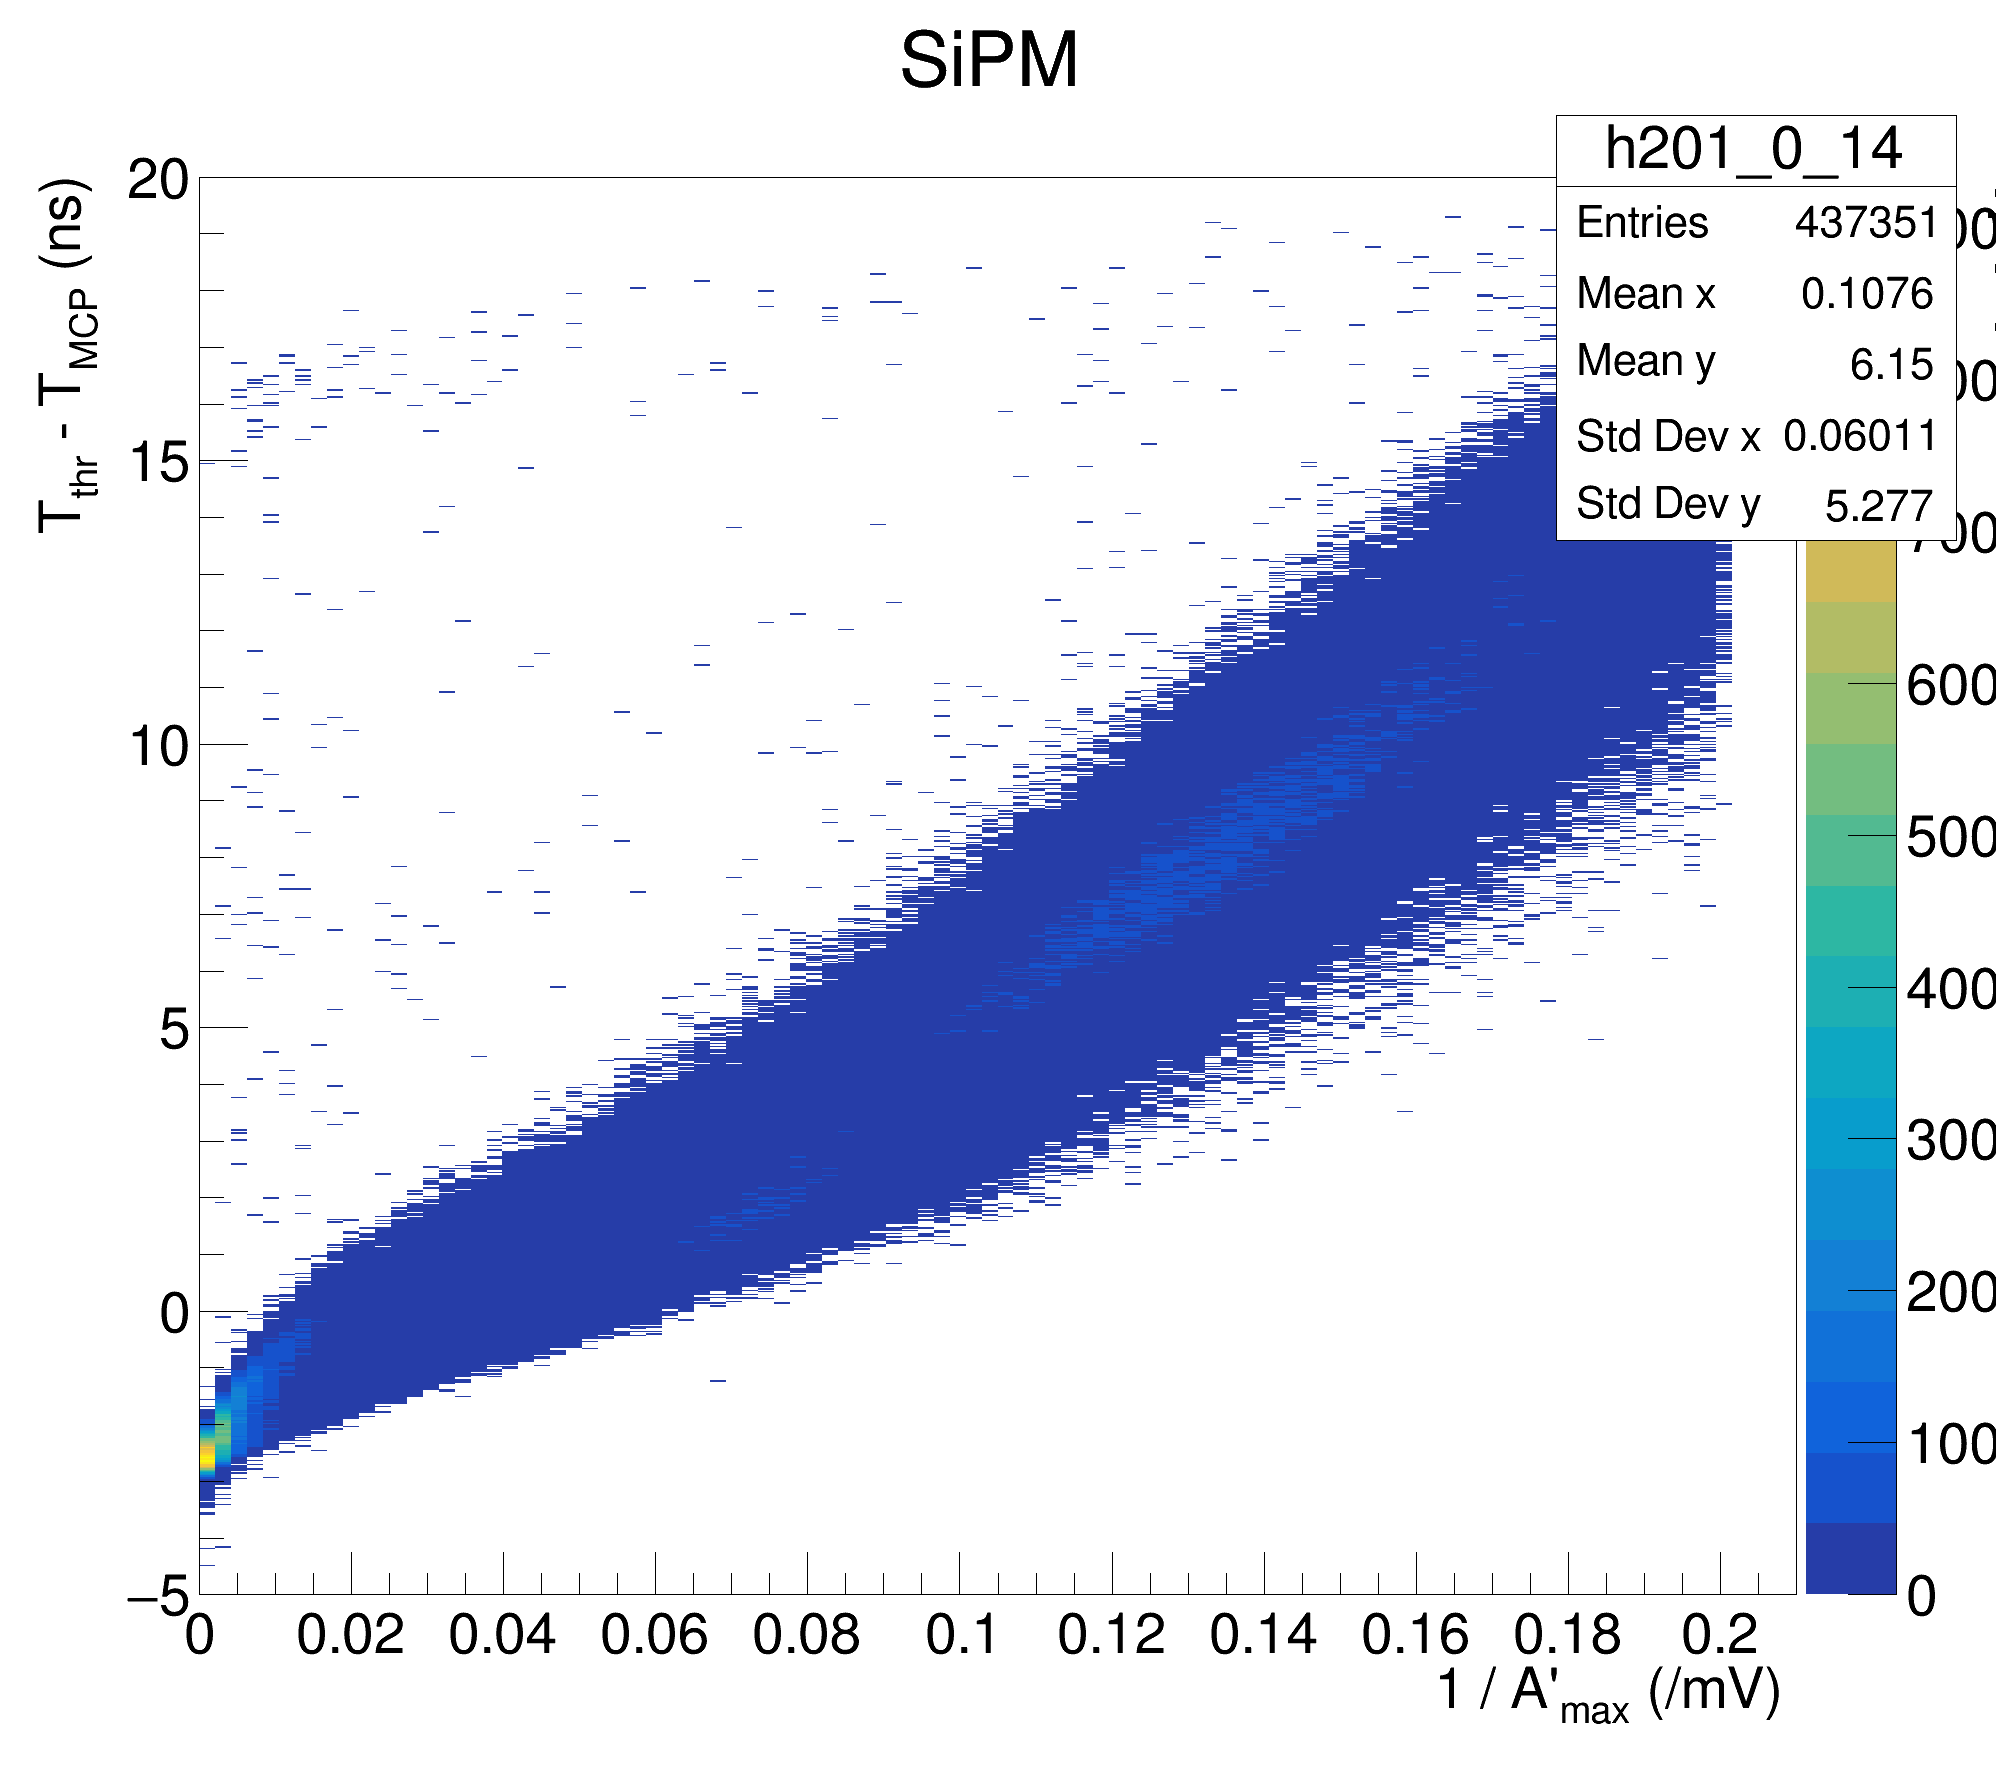 SiPM
h201_0_14
Entries 437351
Mean x 0.1076
Mean y 6.15
Std Dev x 0.06011
Std Dev y 5.277
T_thr - T_MCP (ns)
20
15
10
5
0
−5
0 0.02 0.04 0.06 0.08 0.1 0.12 0.14 0.16 0.18 0.2
1 / A'_max (/mV)
600
500
400
300
200
100
0